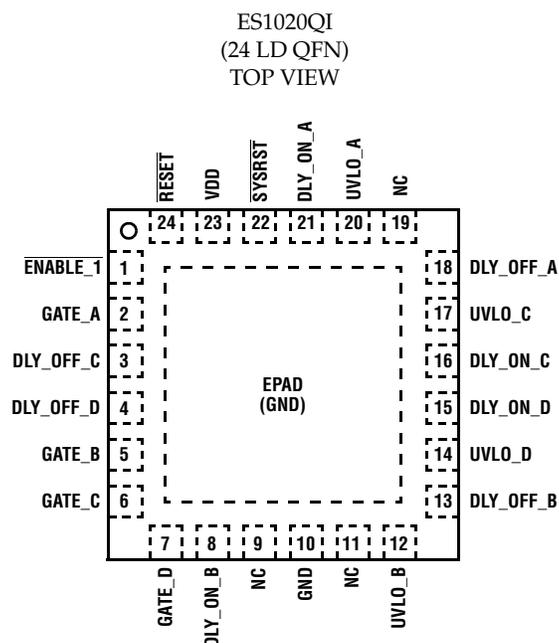 ES1020QI
(24 LD QFN)
TOP VIEW
RESET
VDD
SYSRST
DLY_ON_A
UVLO_A
NC
24 23 22 21 20 19
ENABLE_1 1
GATE_A 2
DLY_OFF_C 3
DLY_OFF_D 4
GATE_B 5
GATE_C 6
EPAD
(GND)
18 DLY_OFF_A
17 UVLO_C
16 DLY_ON_C
15 DLY_ON_D
14 UVLO_D
13 DLY_OFF_B
7 8 9 10 11 12
GATE_D
DLY_ON_B
NC
GND
NC
UVLO_B